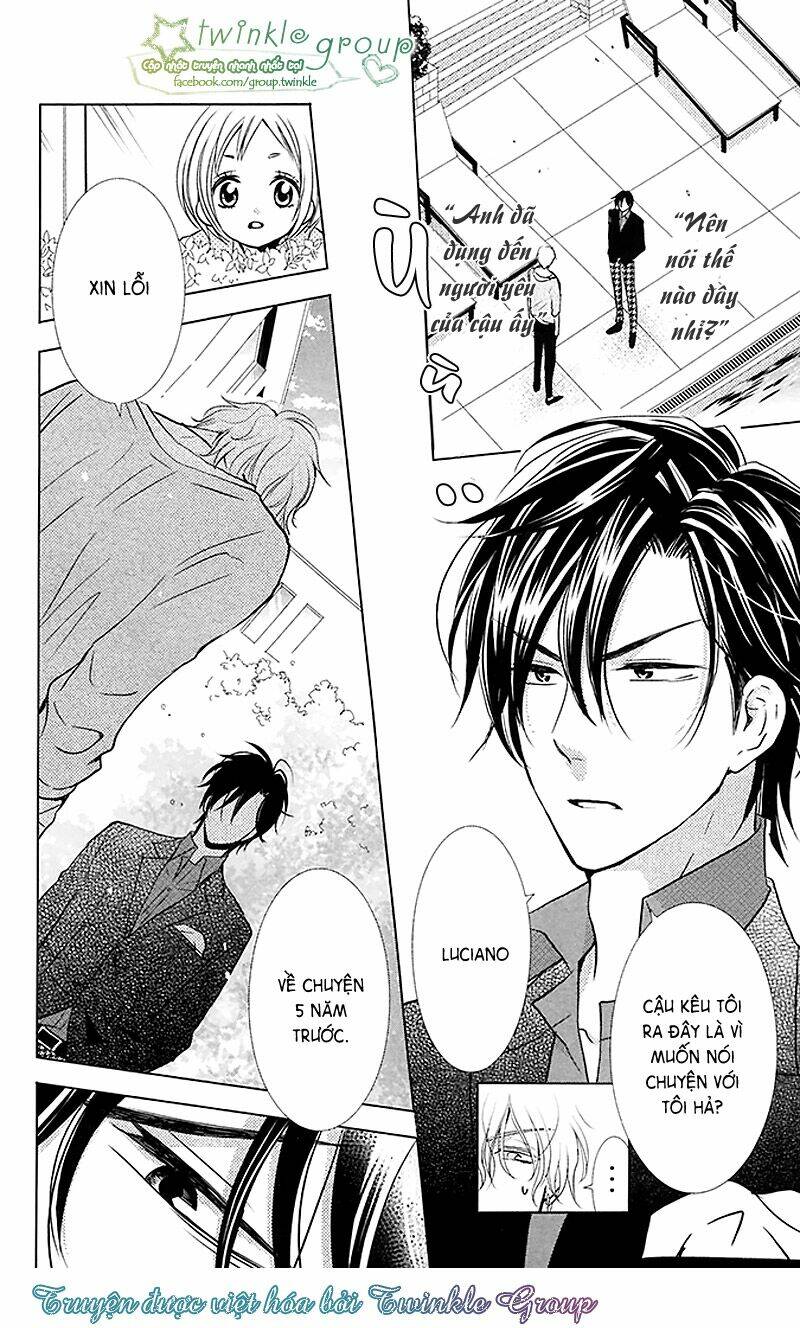 twinkle group
Cập nhật truyện nhanh nhất tại
facebook.com/group.twinkle
"Nên
nói thế
nào đây
nhỉ?"
"Anh đã
đụng đến
người yêu
của cậu ấy"
CẬU KÊU TÔI
RA ĐÂY LÀ VÌ
MUỐN NÓI
CHUYỆN VỚI
TÔI HẢ?
...
LUCIANO
XIN LỖI
VỀ CHUYỆN
5 NĂM
TRƯỚC.
Truyện được việt hóa bởi Twinkle Group